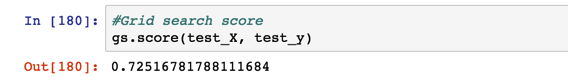 In [180]: #Grid search score
gs.score(test_X, test_y)
Out[180]: 0.72516781788111684